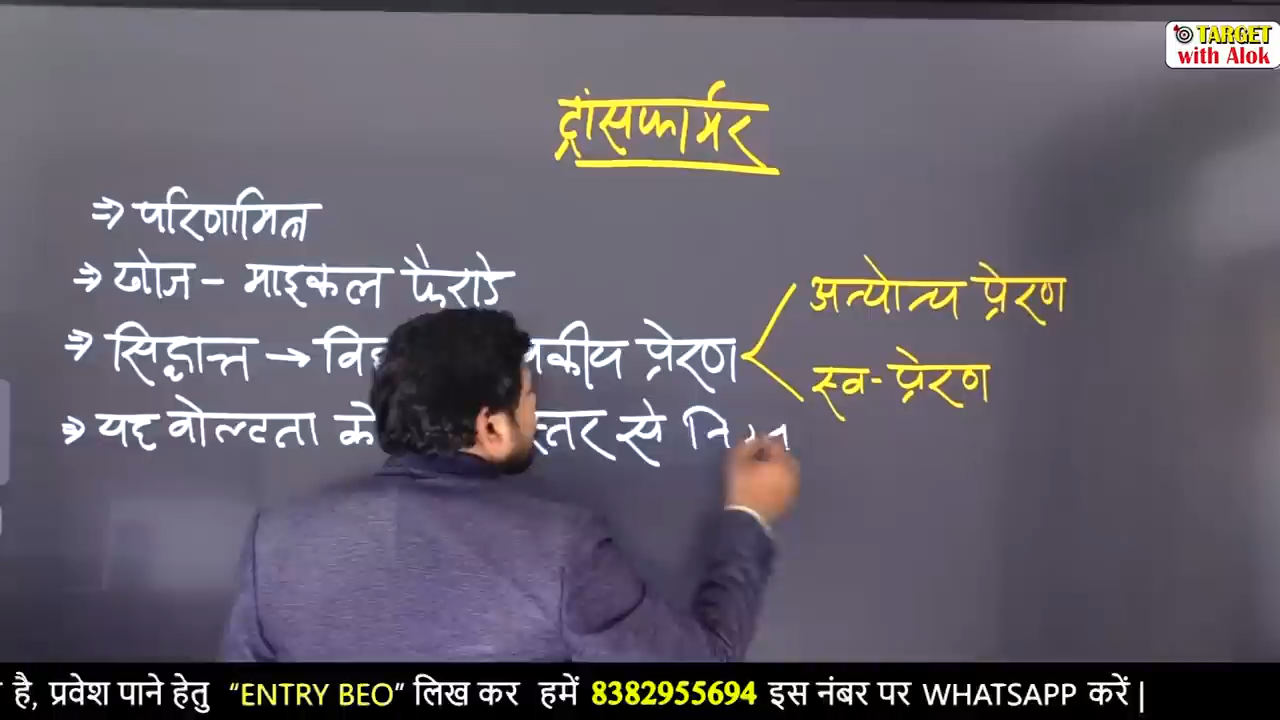 TARGET
with Alok
ट्रांसफार्मर
⇒ परिणामित्र
⇒ खोज - माइकल फैराडे
⇒ सिद्धान्त → कीय प्रेरण
अन्योन्य प्रेरण
स्व-प्रेरण
⇒ यह वोल्टता के स्तर से
है, प्रवेश पाने हेतु “ENTRY BEO” लिख कर हमें 8382955694 इस नंबर पर WHATSAPP करें |